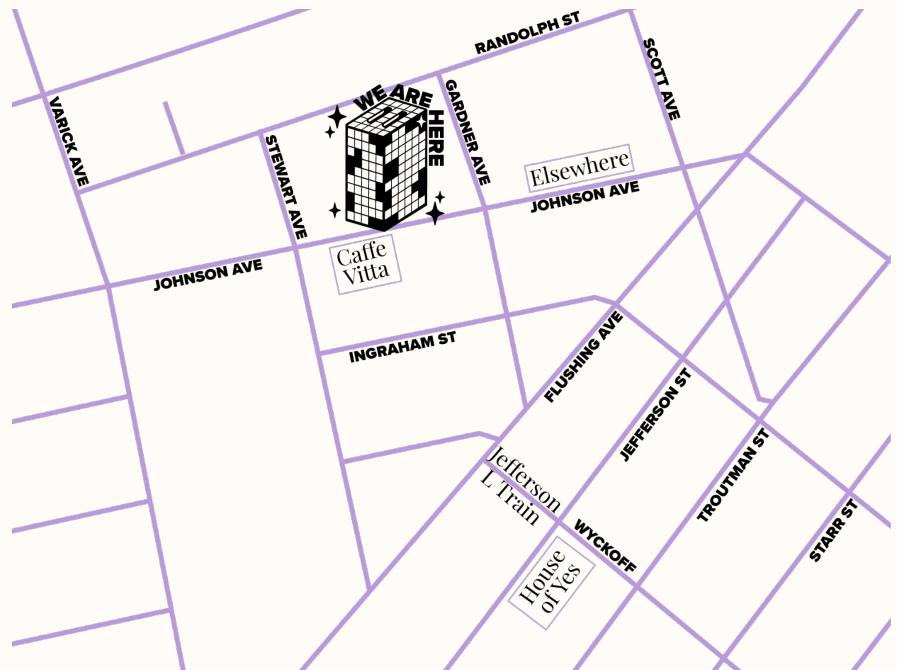 RANDOLPH ST
SCOTT AVE
VARICK AVE
WE ARE
HERE
GARDNER AVE
STEWART AVE
Elsewhere
JOHNSON AVE
Caffe
Vitta
JOHNSON AVE
INGRAHAM ST
FLUSHING AVE
JEFFERSON ST
TROUTMAN ST
Jefferson
L Train
STARR ST
WYCKOFF
House
of Yes